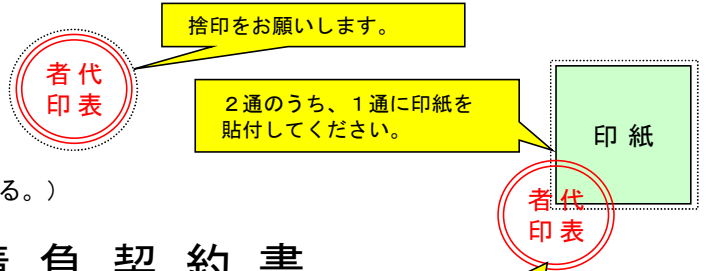 捨印をお願いします。
者代
印表
２通のうち、１通に印紙を
貼付してください。
印 紙
る。）
者代
印表
負 契 約 書